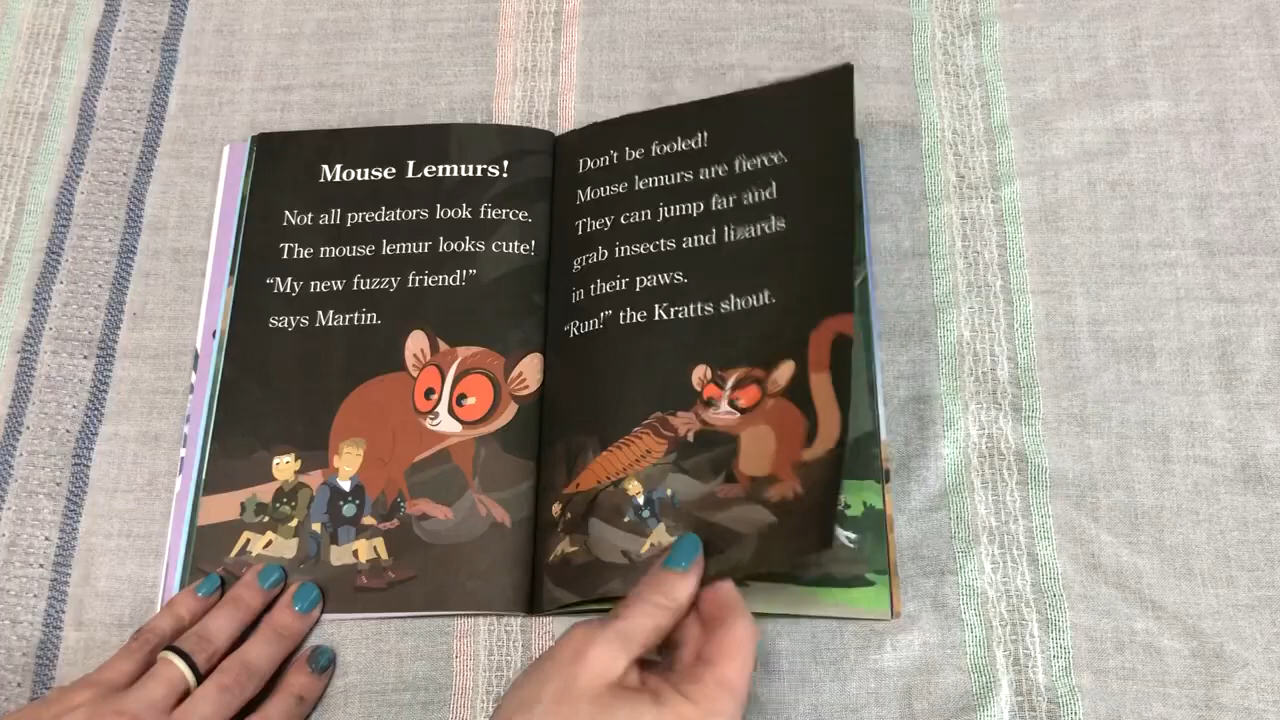 Mouse Lemurs!
Not all predators look fierce.
The mouse lemur looks cute!
“My new fuzzy friend!”
says Martin.
Don't be fooled!
Mouse lemurs are fierce.
They can jump far and
grab insects and lizards
in their paws.
“Run!” the Kratts shout.